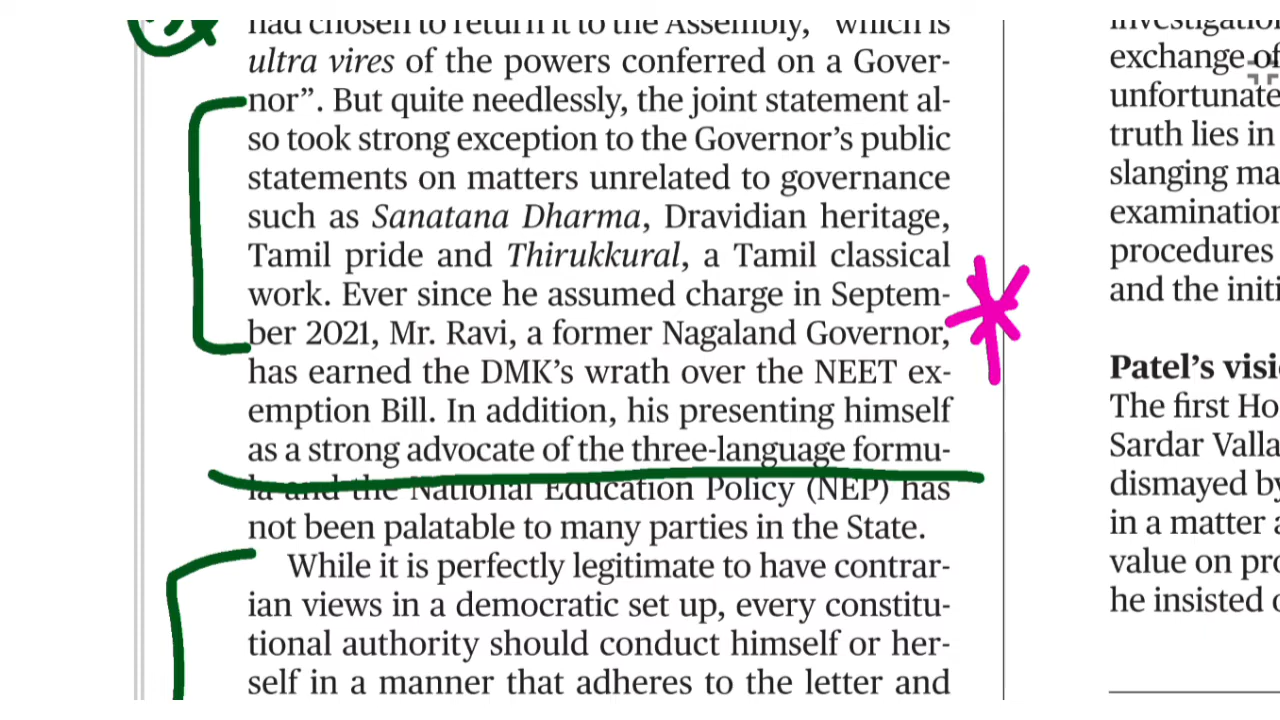 had chosen to return it to the Assembly, “which is
ultra vires of the powers conferred on a Gover-
nor”. But quite needlessly, the joint statement al-
so took strong exception to the Governor’s public
statements on matters unrelated to governance
such as Sanatana Dharma, Dravidian heritage,
Tamil pride and Thirukkural, a Tamil classical
work. Ever since he assumed charge in Septem-
ber 2021, Mr. Ravi, a former Nagaland Governor,
has earned the DMK’s wrath over the NEET ex-
emption Bill. In addition, his presenting himself
as a strong advocate of the three-language formu-
la and the National Education Policy (NEP) has
not been palatable to many parties in the State.
While it is perfectly legitimate to have contrar-
ian views in a democratic set up, every constitu-
tional authority should conduct himself or her-
self in a manner that adheres to the letter and
exchange of
unfortunate
truth lies in
slanging ma
examination
procedures
and the initi
Patel’s visi
The first Ho
Sardar Valla
dismayed by
in a matter a
value on pro
he insisted